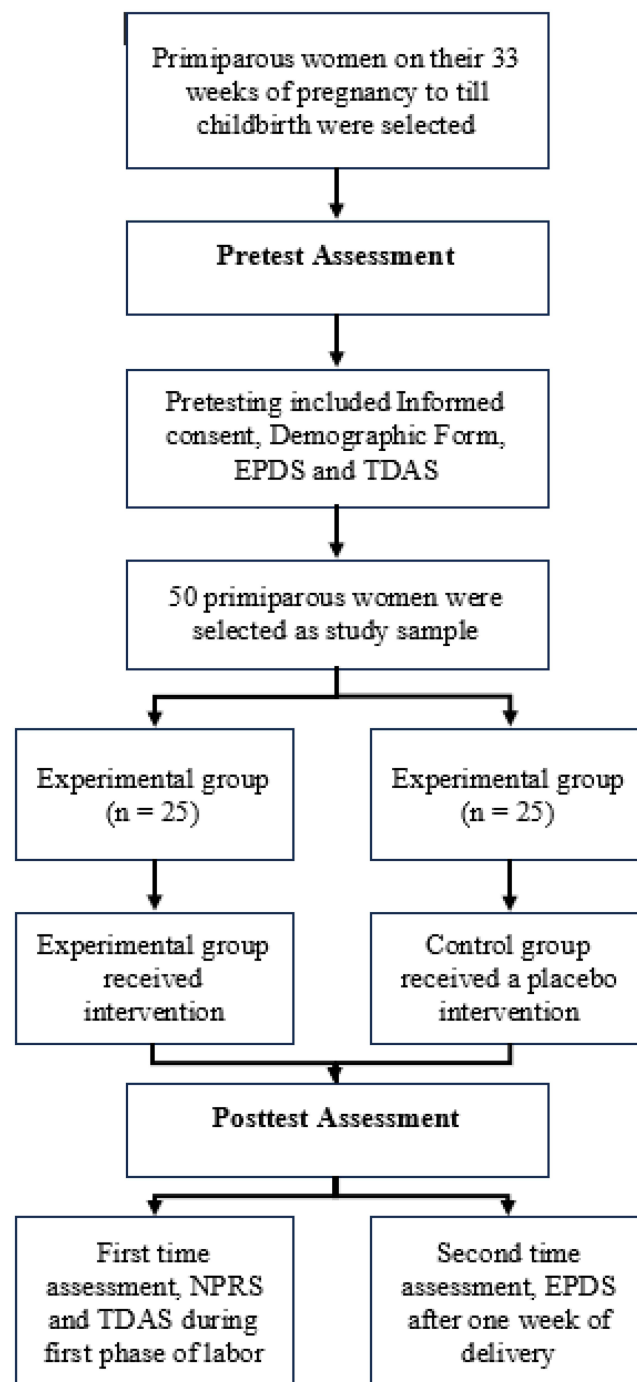 Primiparous women on their 33
weeks of pregnancy to till
childbirth were selected
Pretest Assessment
Pretesting included Informed
consent, Demographic Form,
EPDS and TDAS
50 primiparous women were
selected as study sample
Experimental group
(n = 25)
Experimental group
(n = 25)
Experimental group
received
intervention
Control group
received a placebo
intervention
Posttest Assessment
First time
assessment, NPRS
and TDAS during
first phase of labor
Second time
assessment, EPDS
after one week of
delivery